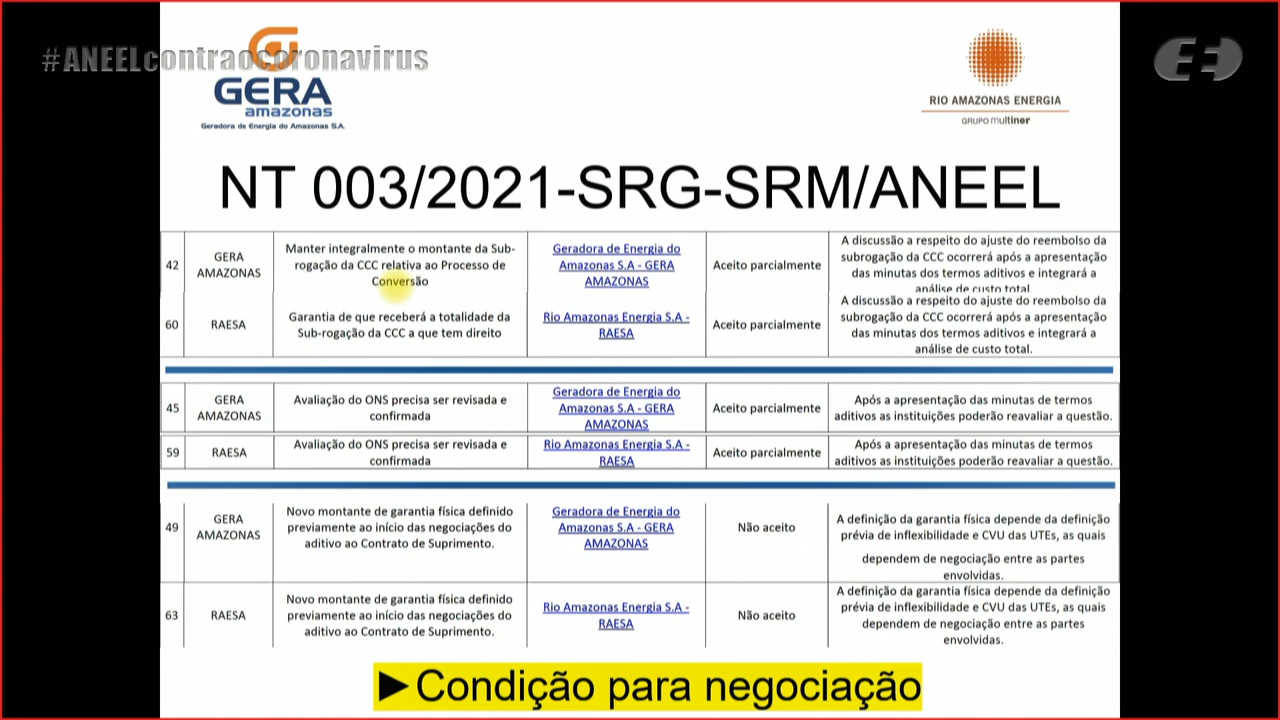 #ANEELcontraocoronavirus
GERA
amazonas
Geradora de Energia do Amazonas S.A.
RIO AMAZONAS ENERGIA
GRUPO multiner
NT 003/2021-SRG-SRM/ANEEL
42
GERA
AMAZONAS
Manter integralmente o montante da Sub-
rogação da CCC relativa ao Processo de
Conversão
Geradora de Energia do
Amazonas S.A - GERA
AMAZONAS
Aceito parcialmente
A discussão a respeito do ajuste do reembolso da
subrogação da CCC ocorrerá após a apresentação
das minutas dos termos aditivos e integrará a
análise de custo total.
60
RAESA
Garantia de que receberá a totalidade da
Sub-rogação da CCC a que tem direito
Rio Amazonas Energia S.A -
RAESA
Aceito parcialmente
A discussão a respeito do ajuste do reembolso da
subrogação da CCC ocorrerá após a apresentação
das minutas dos termos aditivos e integrará a
análise de custo total.
45
GERA
AMAZONAS
Avaliação do ONS precisa ser revisada e
confirmada
Geradora de Energia do
Amazonas S.A - GERA
AMAZONAS
Aceito parcialmente
Após a apresentação das minutas de termos
aditivos as instituições poderão reavaliar a questão.
59
RAESA
Avaliação do ONS precisa ser revisada e
confirmada
Rio Amazonas Energia S.A -
RAESA
Aceito parcialmente
Após a apresentação das minutas de termos
aditivos as instituições poderão reavaliar a questão.
49
GERA
AMAZONAS
Novo montante de garantia física definido
previamente ao início das negociações do
aditivo ao Contrato de Suprimento.
Geradora de Energia do
Amazonas S.A - GERA
AMAZONAS
Não aceito
A definição da garantia física depende da definição
prévia de inflexibilidade e CVU das UTEs, as quais
dependem de negociação entre as partes
envolvidas.
63
RAESA
Novo montante de garantia física definido
previamente ao início das negociações do
aditivo ao Contrato de Suprimento.
Rio Amazonas Energia S.A -
RAESA
Não aceito
A definição da garantia física depende da definição
prévia de inflexibilidade e CVU das UTEs, as quais
dependem de negociação entre as partes
envolvidas.
►Condição para negociação